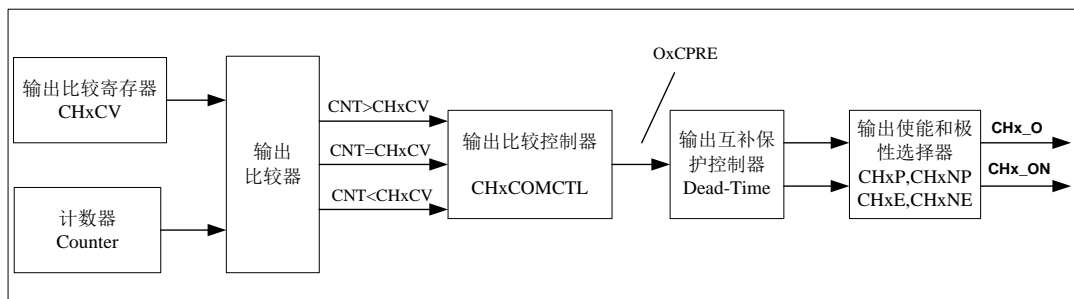 OxCPRE
输出比较寄存器
CHxCV
计数器
Counter
输出
比较器
CNT>CHxCV
CNT=CHxCV
CNT<CHxCV
输出比较控制器
CHxCOMCTL
输出互补保
护控制器
Dead-Time
输出使能和极
性选择器
CHxP,CHxNP
CHxE,CHxNE
CHx_O
CHx_ON